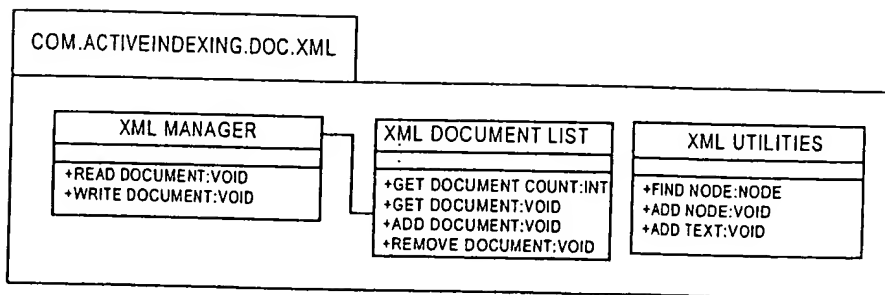 COM.ACTIVEINDEXING.DOC.XML
XML MANAGER
+READ DOCUMENT:VOID
+WRITE DOCUMENT:VOID
XML DOCUMENT LIST
+GET DOCUMENT COUNT:INT
+GET DOCUMENT:VOID
+ADD DOCUMENT:VOID
+REMOVE DOCUMENT:VOID
XML UTILITIES
+FIND NODE:NODE
+ADD NODE:VOID
+ADD TEXT:VOID